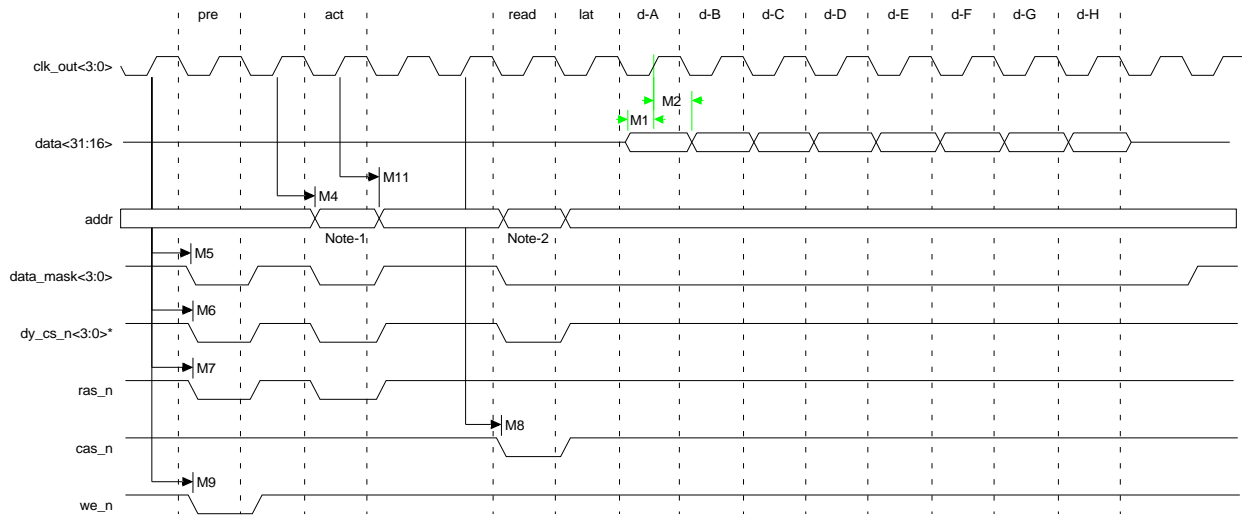 pre act read lat d-A d-B d-C d-D d-E d-F d-G d-H
clk_out<3:0>
M2
M1
data<31:16>
M11
M4
addr
Note-1 Note-2
M5
data_mask<3:0>
M6
dy_cs_n<3:0>*
M7
ras_n
M8
cas_n
M9
we_n